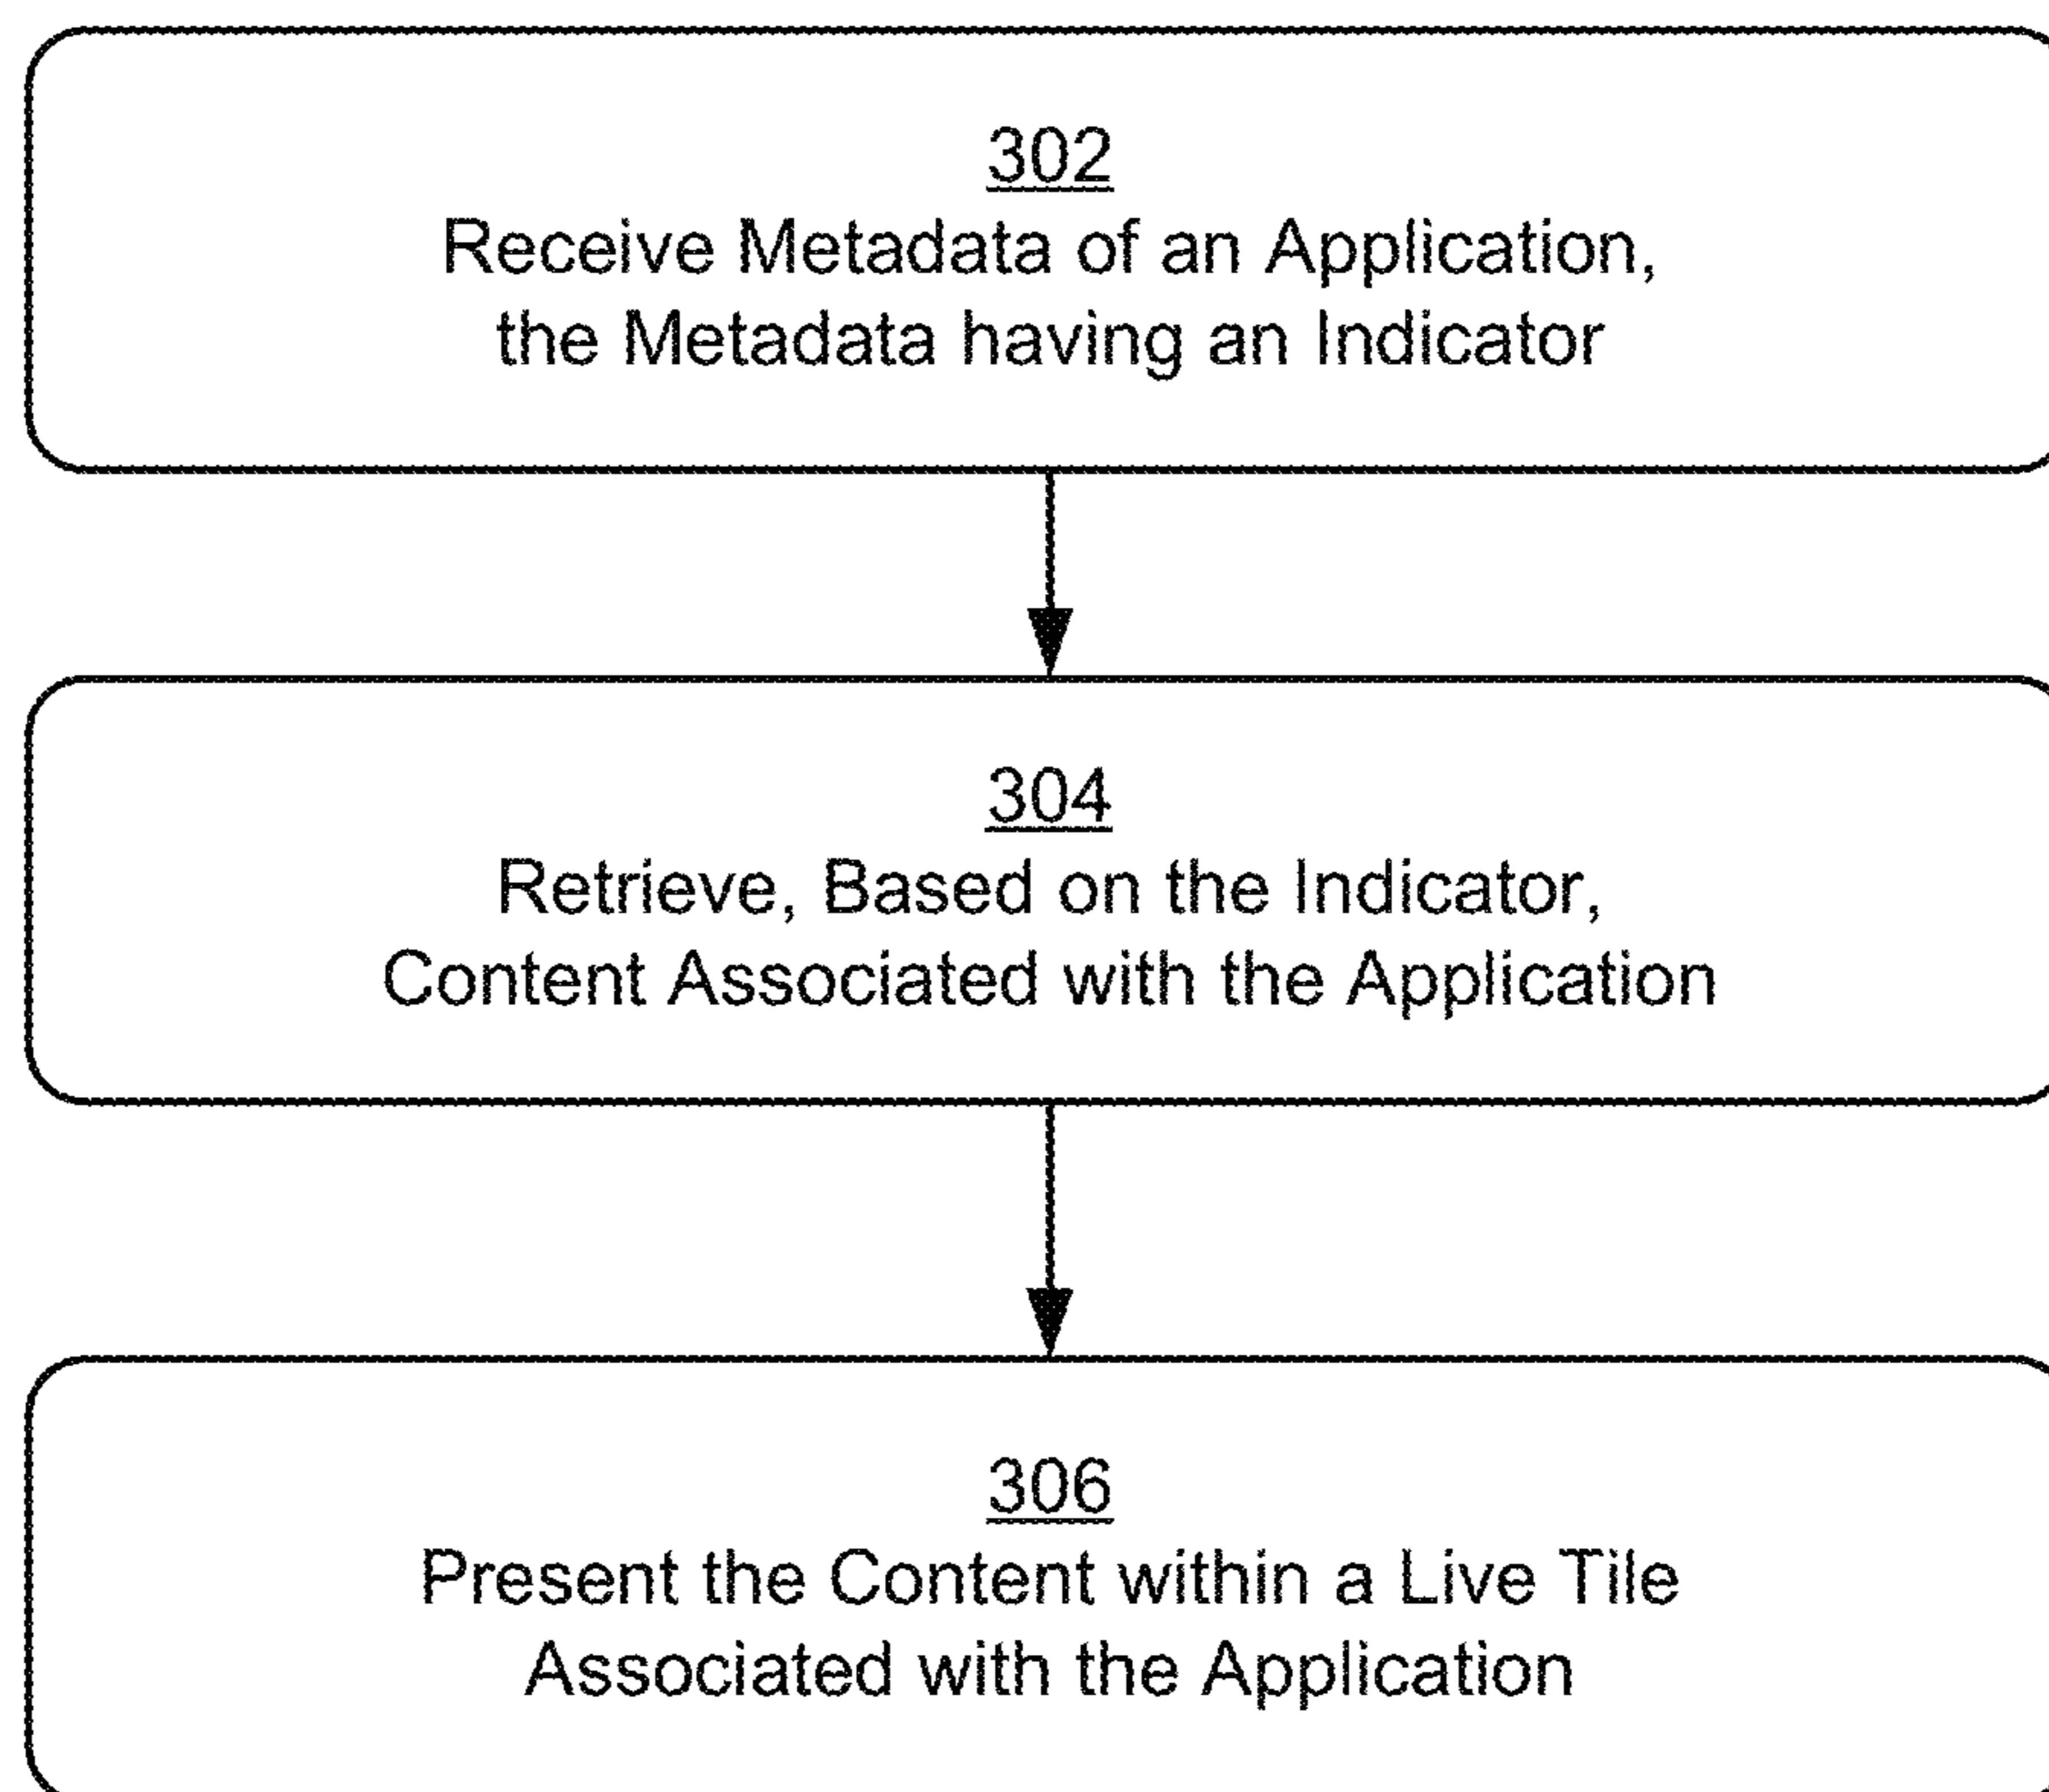 302
Receive Metadata of an Application,
the Metadata having an Indicator
304
Retrieve, Based on the Indicator,
Content Associated with the Application
306
Present the Content within a Live Tile
Associated with the Application